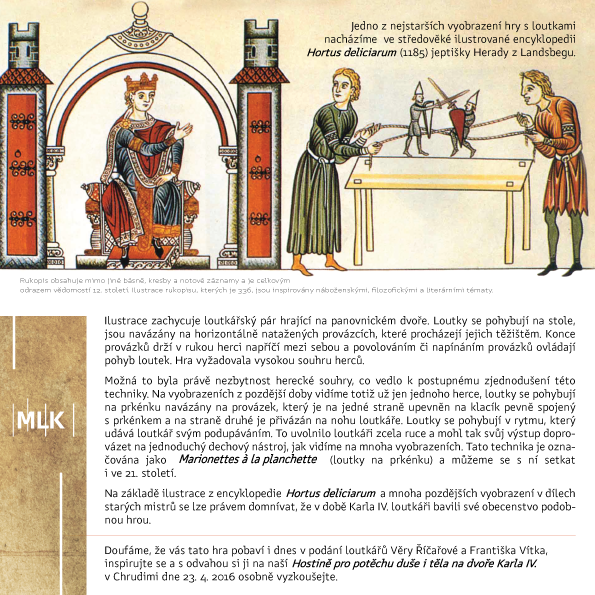 Jedno z nejstarších vyobrazení hry s loutkami
nacházíme ve středověké ilustrované encyklopedii
Hortus deliciarum (1185) jeptišky Herady z Landsbegu.
Rukopis obsahuje mimo jiné básně, kresby a notové záznamy a je celkovým
odrazem vědomostí 12. století. Ilustrace rukopisu, kterých je 336, jsou inspirovány náboženskými, filozofickými a literárními tématy.
Ilustrace zachycuje loutkářský pár hrající na panovnickém dvoře. Loutky se pohybují na stole,
jsou navázány na horizontálně natažených provázcích, které procházejí jejich těžištěm. Konce
provázků drží v rukou herci napříčí mezi sebou a povolováním či napínáním provázků ovládají
pohyb loutek. Hra vyžadovala vysokou souhru herců.
Možná to byla právě nezbytnost herecké souhry, co vedlo k postupnému zjednodušení této
techniky. Na vyobrazeních z pozdější doby vidíme totiž už jen jednoho herce, loutky se pohybují
na prkénku navázány na provázek, který je na jedné straně upevněn na klacík pevně spojený
s prkénkem a na straně druhé je přivázán na nohu loutkáře. Loutky se pohybují v rytmu, který
udává loutkář svým podupáváním. To uvolnilo loutkáři zcela ruce a mohl tak svůj výstup dopro-
vázet na jednoduchý dechový nástroj, jak vidíme na mnoha vyobrazeních. Tato technika je ozna-
čována jako Marionettes à la planchette (loutky na prkénku) a můžeme se s ní setkat
i ve 21. století.
MLK
Na základě ilustrace z encyklopedie Hortus deliciarum a mnoha pozdějších vyobrazení v dílech
starých mistrů se lze právem domnívat, že v době Karla IV. loutkáři bavili své obecenstvo podob-
nou hrou.
Doufáme, že vás tato hra pobaví i dnes v podání loutkářů Věry Říčařové a Františka Vítka,
inspirujte se a s odvahou si ji na naší Hostině pro potěchu duše i těla na dvoře Karla IV.
v Chrudimi dne 23. 4. 2016 osobně vyzkoušejte.